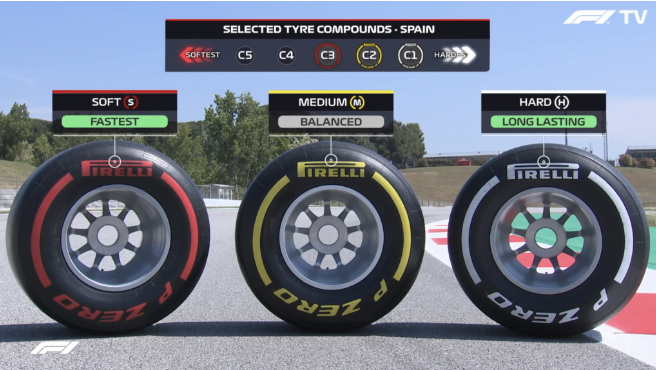 F1 TV
SELECTED TYRE COMPOUNDS - SPAIN
SOFTEST C5 C4 C3 C2 C1 HARDEST
SOFT (S)
FASTEST
MEDIUM (M)
BALANCED
HARD (H)
LONG LASTING
PIRELLI
PIRELLI
PIRELLI
P ZERO
P ZERO
P ZERO
F1